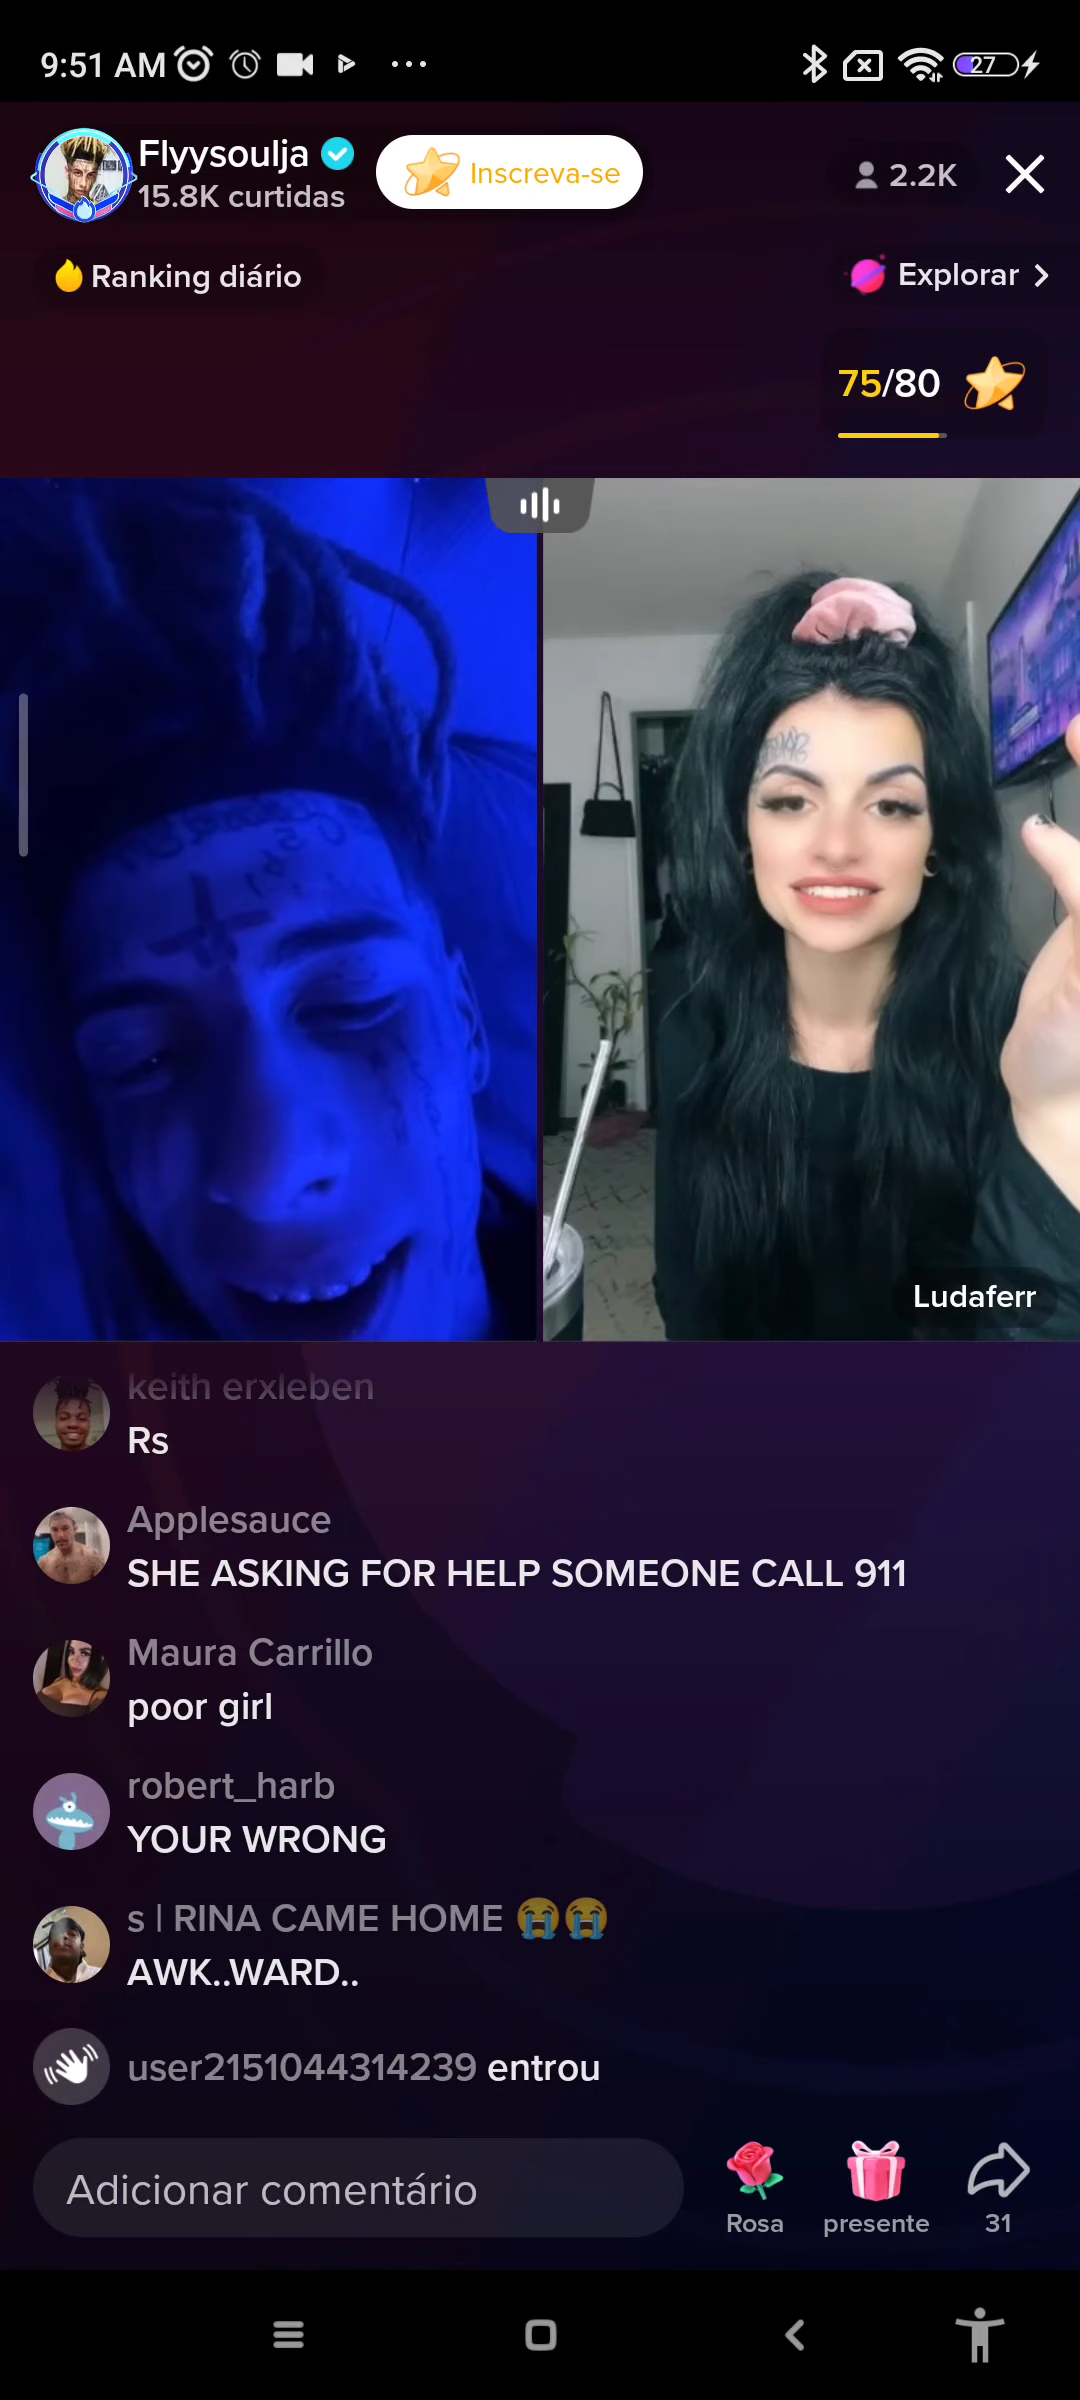 9:51 AM
27
Flyysoulja
15.8K curtidas
Inscreva-se
2.2K
Ranking diário
Explorar
75/80
Ludaferr
keith erxleben
Rs
Applesauce
SHE ASKING FOR HELP SOMEONE CALL 911
Maura Carrillo
poor girl
robert_harb
YOUR WRONG
s | RINA CAME HOME 😭😭
AWK..WARD..
user2151044314239 entrou
Adicionar comentário
Rosa
presente
31